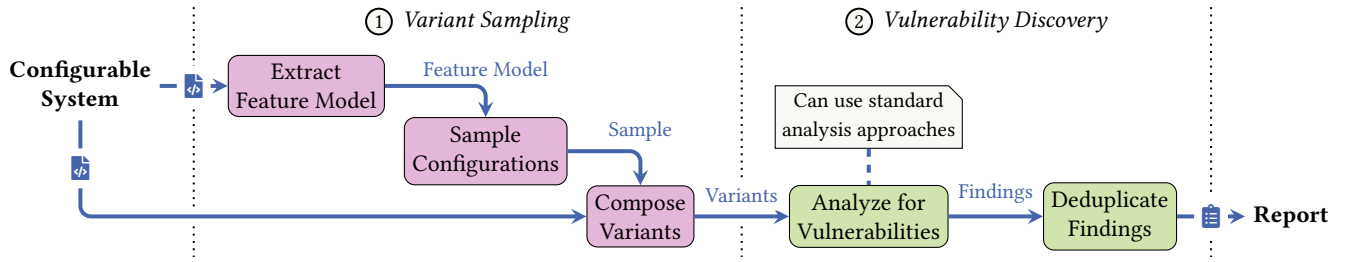 ① Variant Sampling
② Vulnerability Discovery
Configurable
System
</>
Extract
Feature Model
Feature Model
</>
Sample
Configurations
Sample
Compose
Variants
Variants
Can use standard
analysis approaches
Analyze for
Vulnerabilities
Findings
Deduplicate
Findings
Report